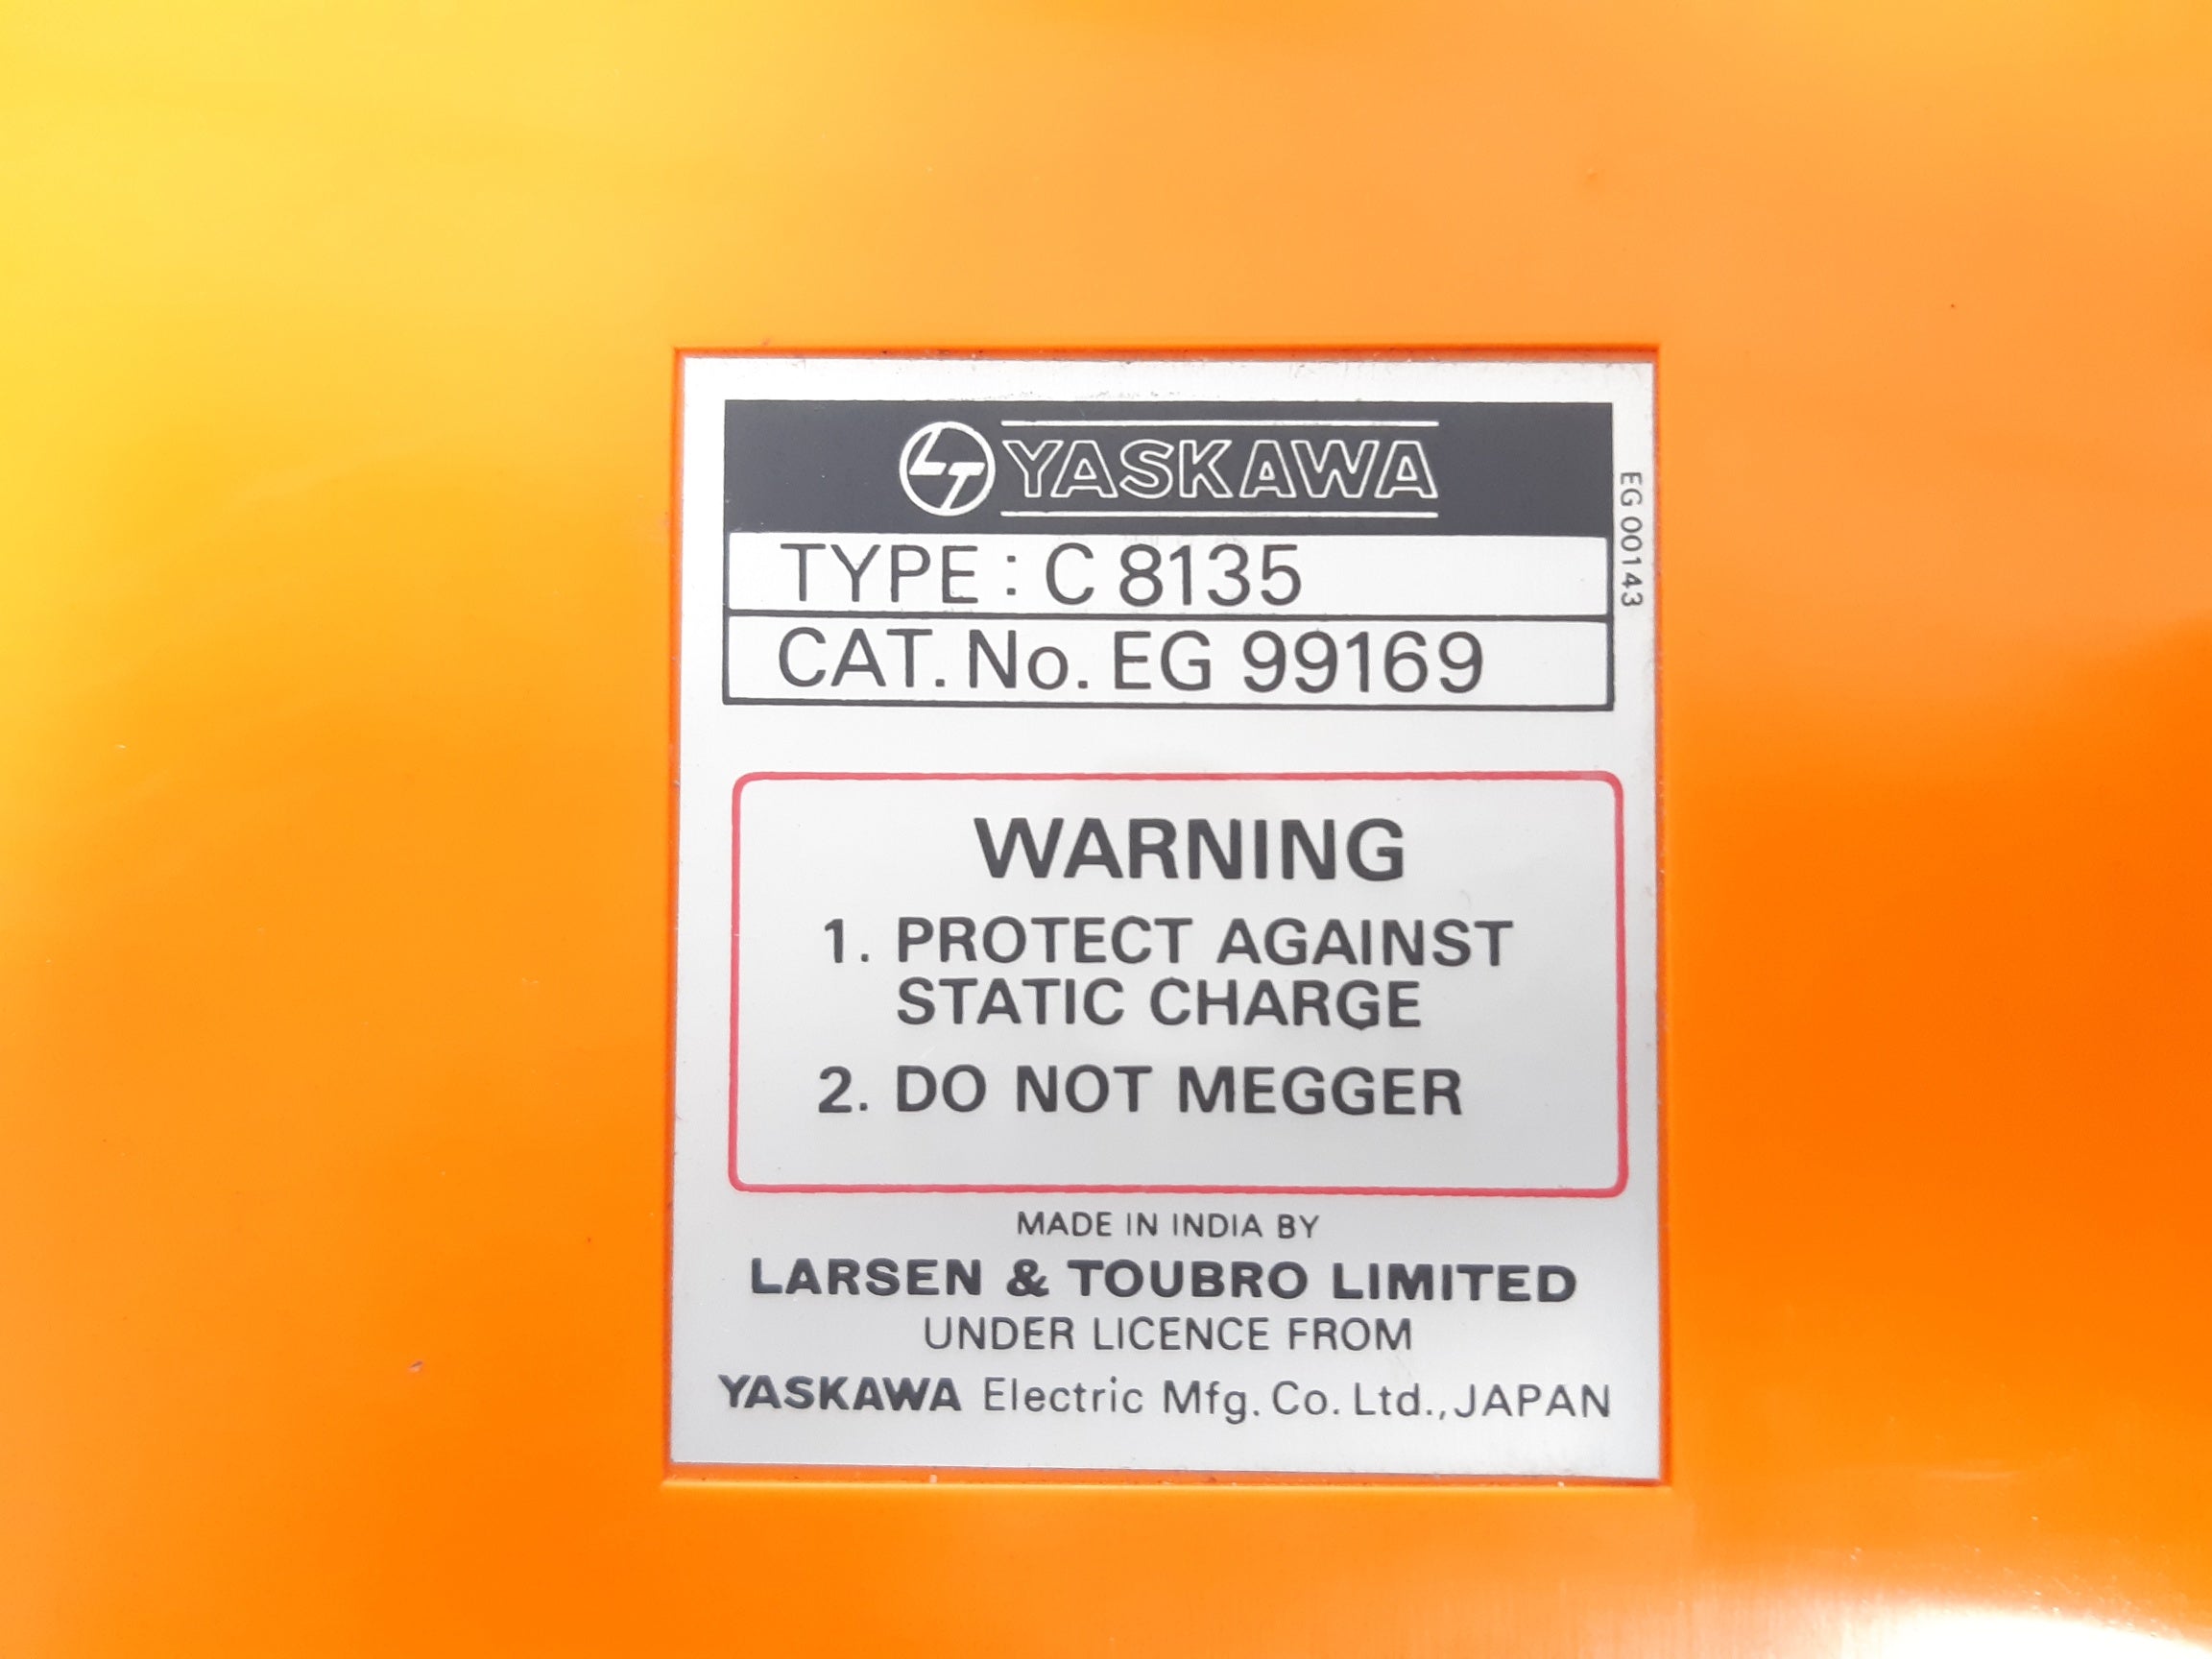 LT YASKAWA
TYPE : C 8135
CAT. No. EG 99169
EG 00143
WARNING
1. PROTECT AGAINST
STATIC CHARGE
2. DO NOT MEGGER
MADE IN INDIA BY
LARSEN & TOUBRO LIMITED
UNDER LICENCE FROM
YASKAWA Electric Mfg. Co. Ltd., JAPAN